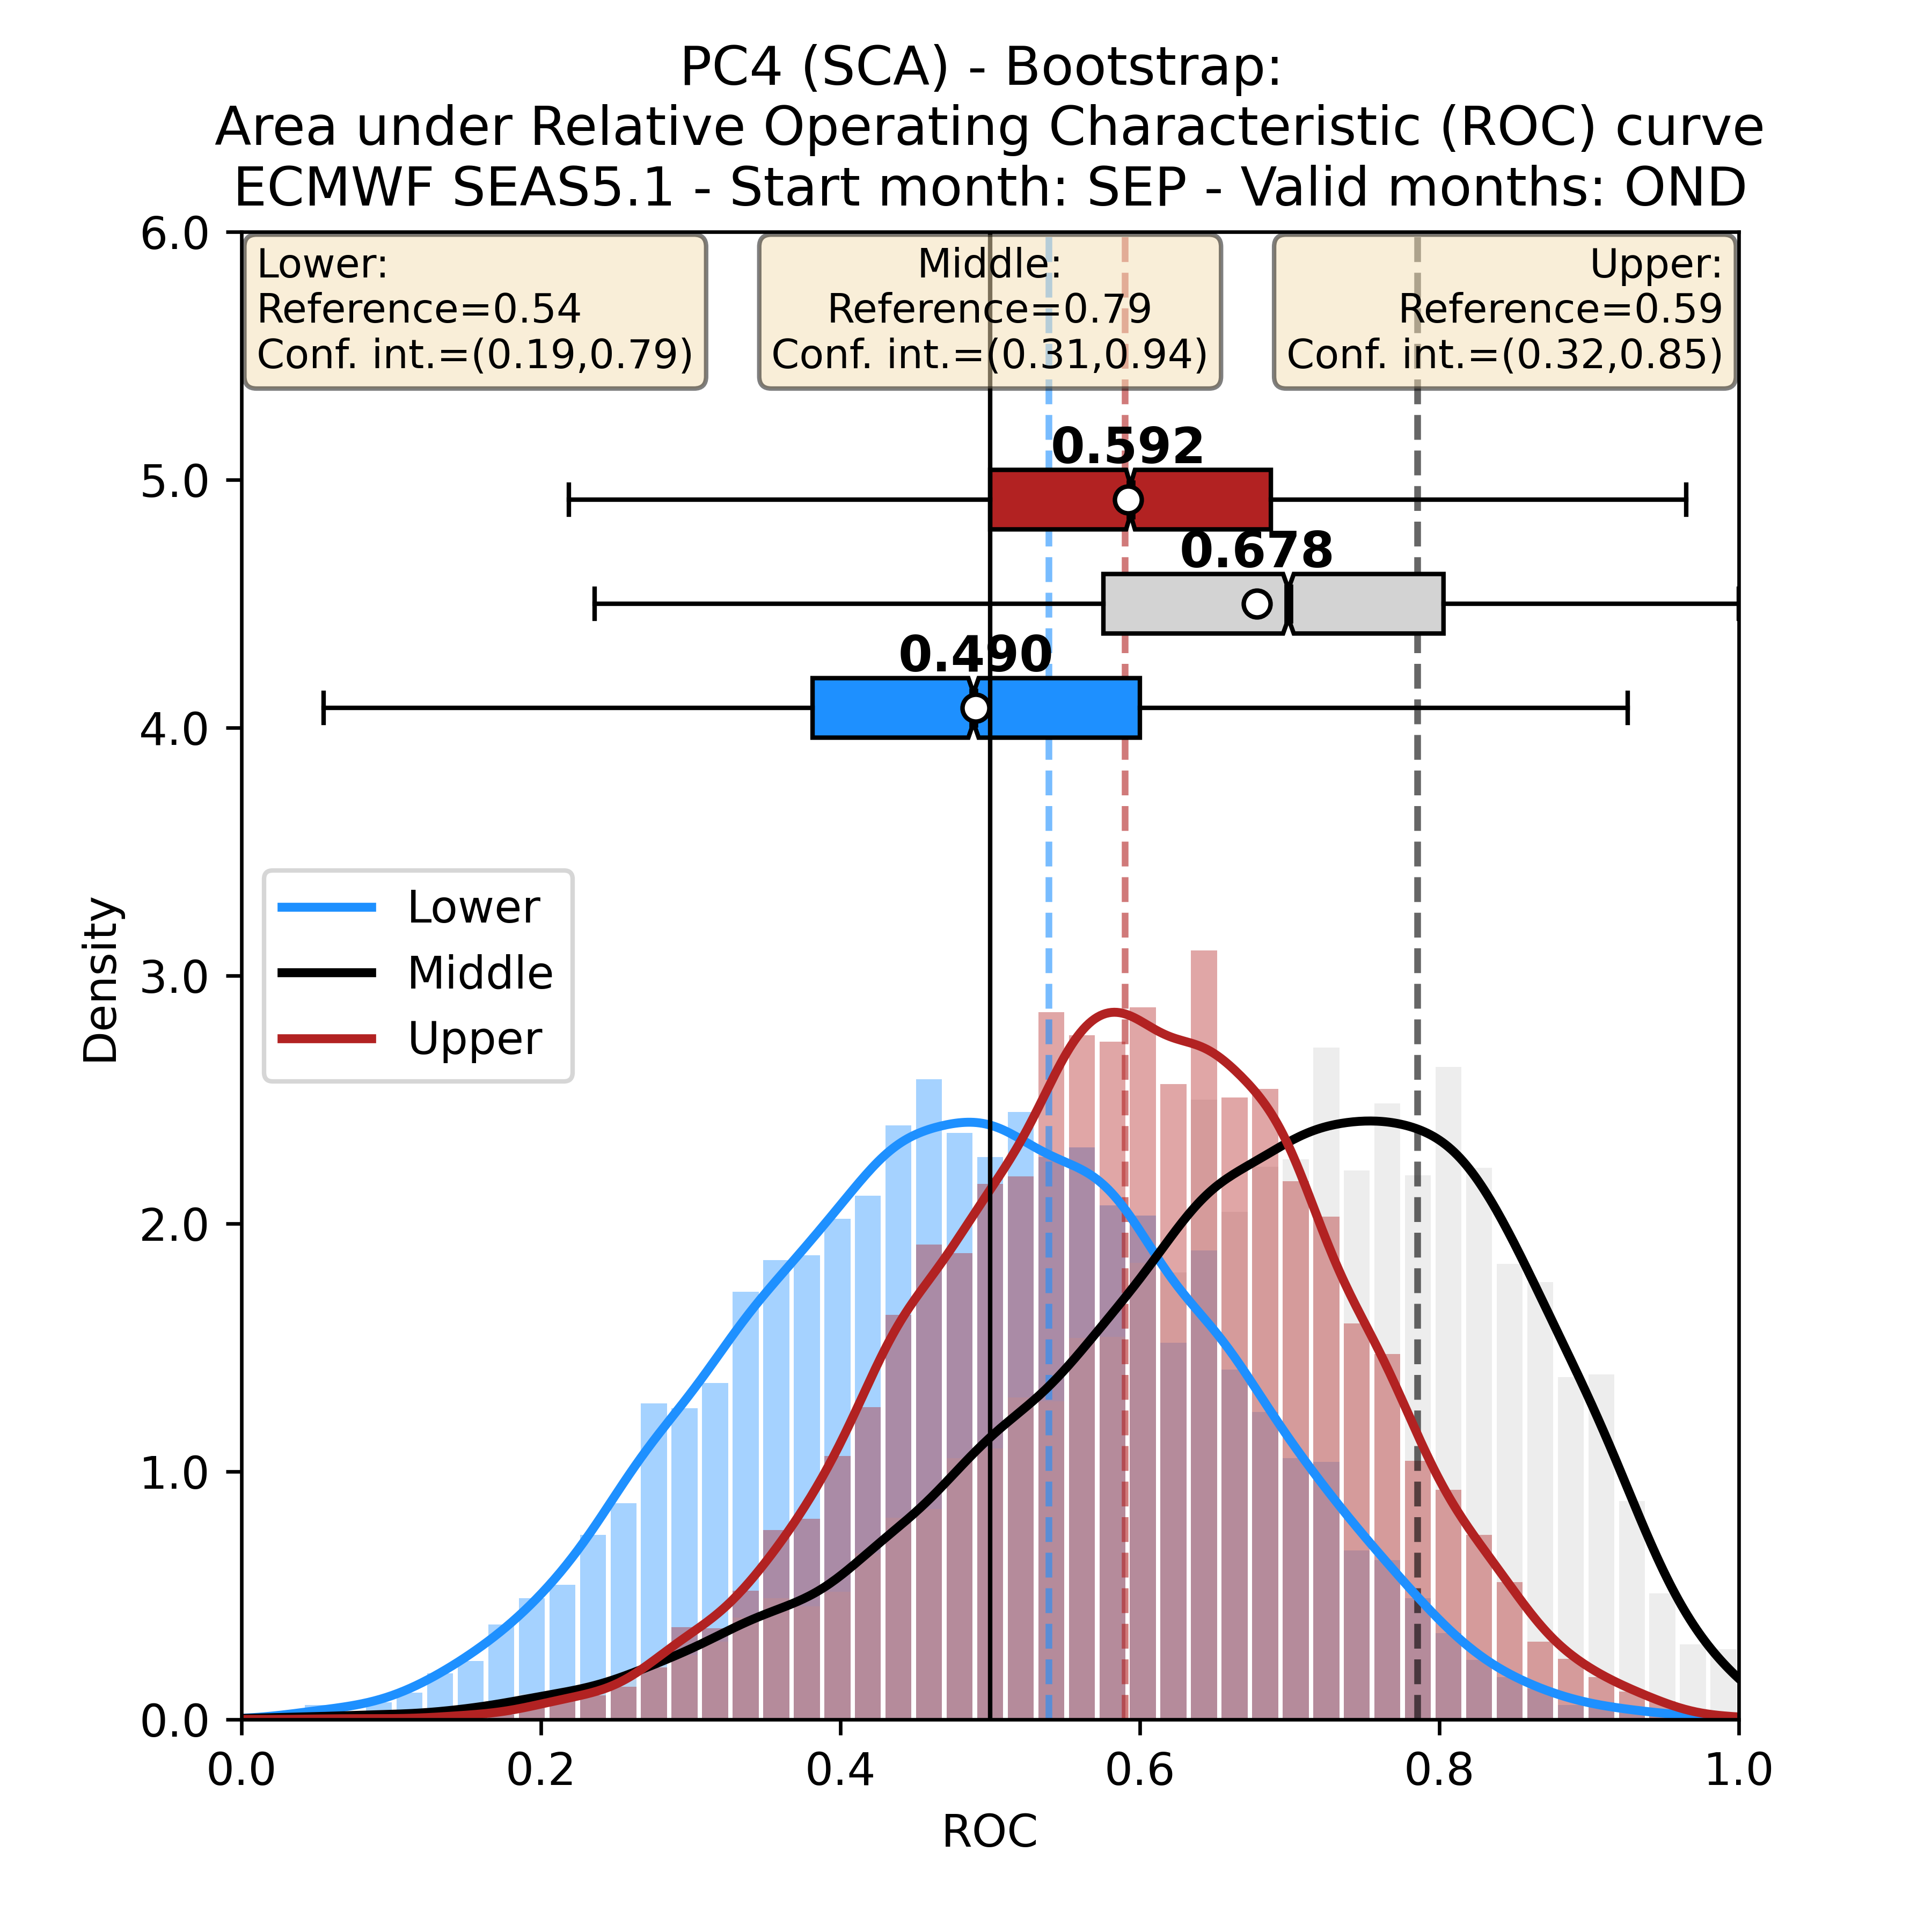 PC4 (SCA) - Bootstrap:
Area under Relative Operating Characteristic (ROC) curve
ECMWF SEAS5.1 - Start month: SEP - Valid months: OND
6.0
Lower:
Reference=0.54
Conf. int.=(0.19,0.79)
Middle:
Reference=0.79
Conf. int.=(0.31,0.94)
Upper:
Reference=0.59
Conf. int.=(0.32,0.85)
0.592
5.0
0.678
0.490
4.0
Lower
Middle
Upper
3.0
2.0
1.0
0.0
Density
0.0 0.2 0.4 0.6 0.8 1.0
ROC